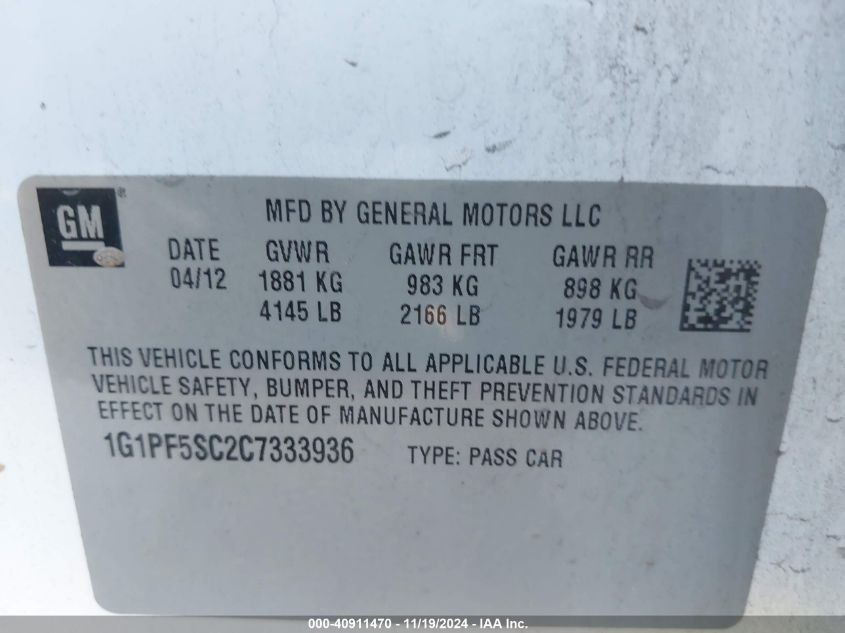 GM
MFD BY GENERAL MOTORS LLC
DATE GVWR GAWR FRT GAWR RR
04/12 1881 KG 983 KG 898 KG
4145 LB 2166 LB 1979 LB
THIS VEHICLE CONFORMS TO ALL APPLICABLE U.S. FEDERAL MOTOR
VEHICLE SAFETY, BUMPER, AND THEFT PREVENTION STANDARDS IN
EFFECT ON THE DATE OF MANUFACTURE SHOWN ABOVE.
1G1PF5SC2C7333936 TYPE: PASS CAR
000-40911470 - 11/19/2024 - IAA Inc.